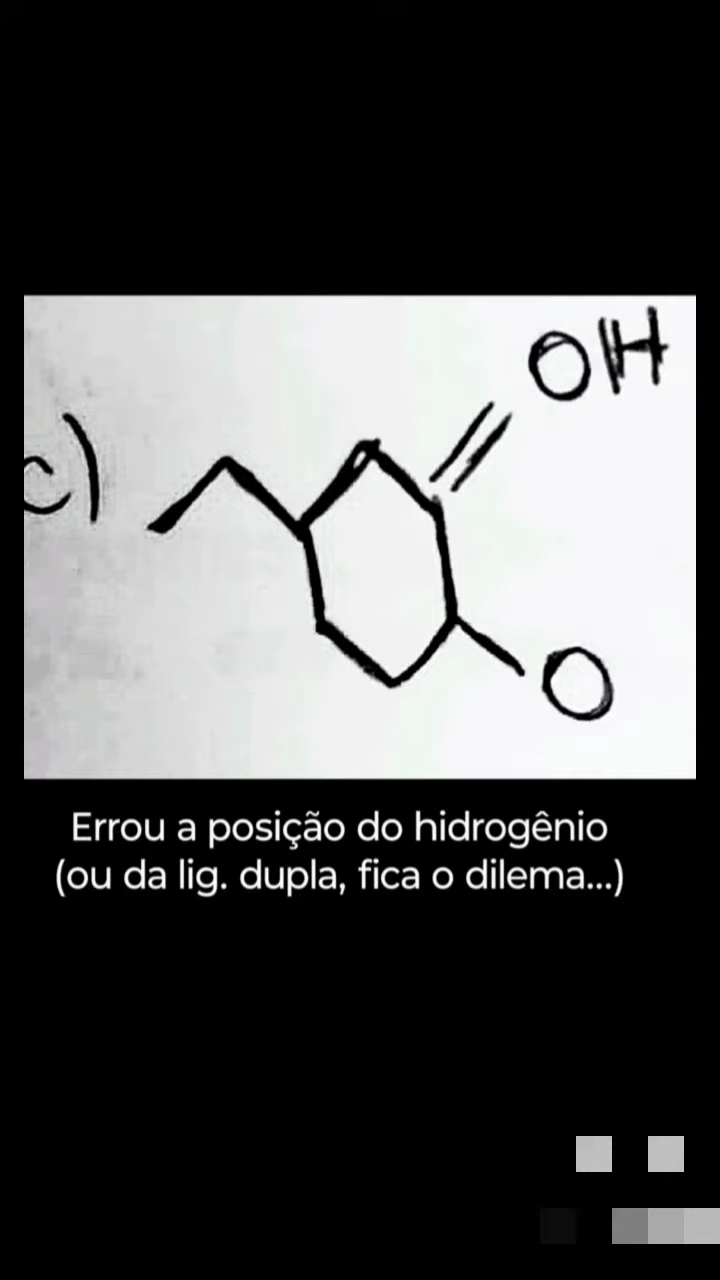 c)
OH
O
Errou a posição do hidrogênio
(ou da lig. dupla, fica o dilema...)